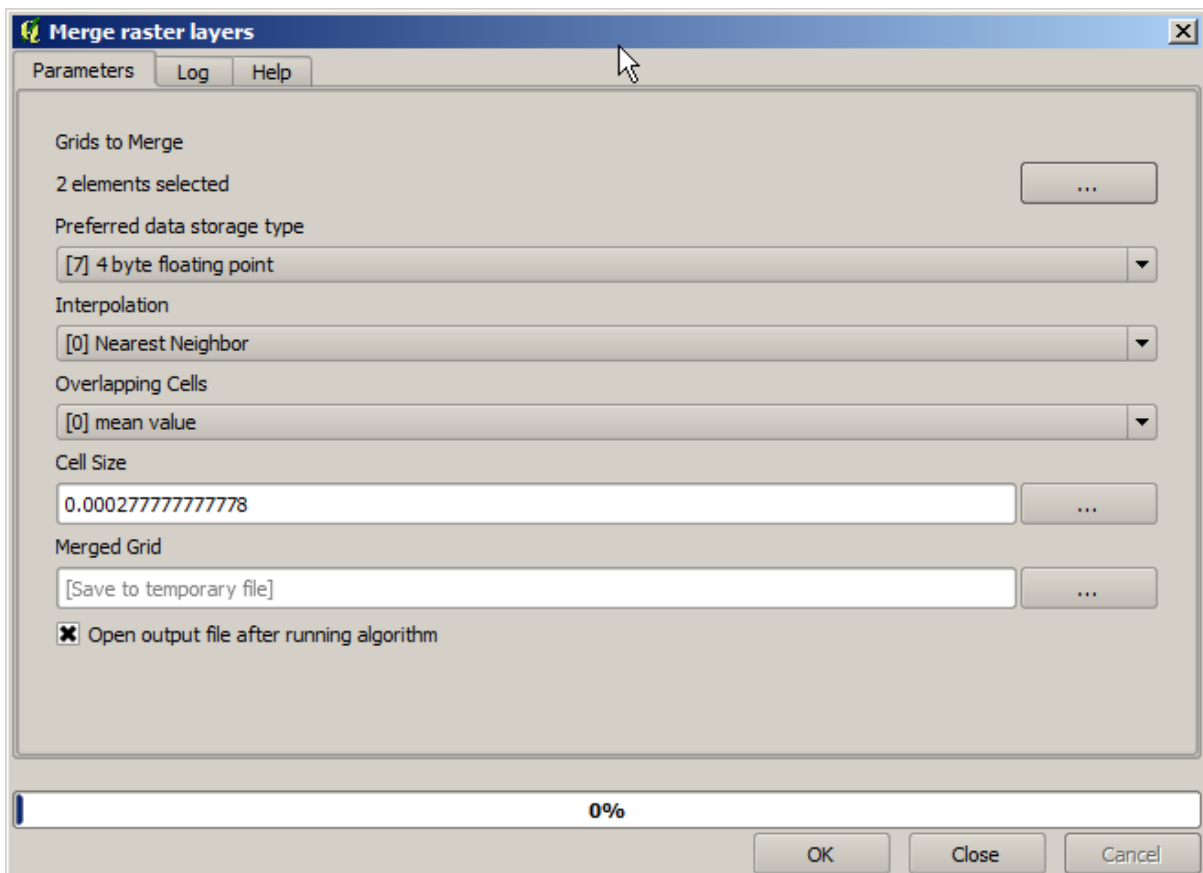 Merge raster layers
Parameters Log Help
Grids to Merge
2 elements selected
...
Preferred data storage type
[7] 4 byte floating point
Interpolation
[0] Nearest Neighbor
Overlapping Cells
[0] mean value
Cell Size
0.000277777777778
...
Merged Grid
[Save to temporary file]
...
Open output file after running algorithm
0%
OK Close Cancel